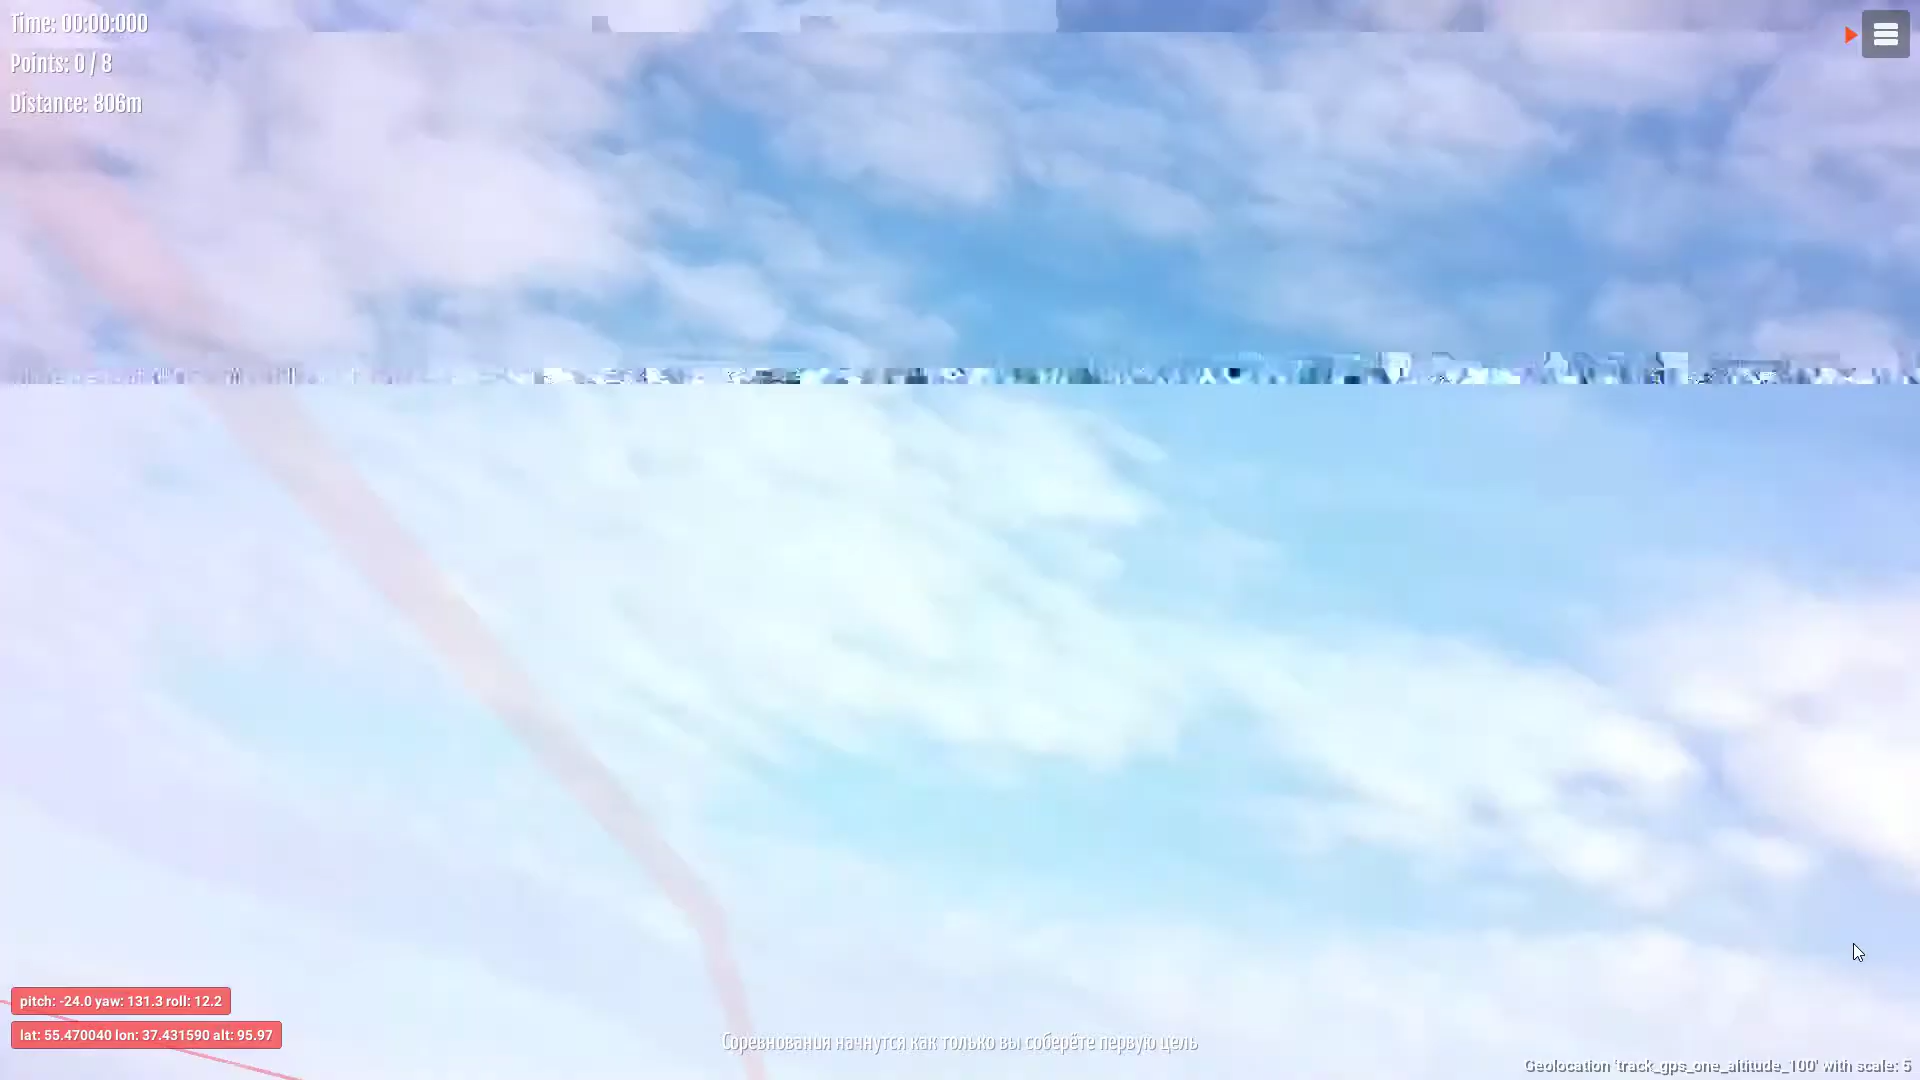 Time: 00:00:000
Points: 0 / 8
Distance: 806m
pitch: -24.0 yaw: 131.3 roll: 12.2
lat: 55.470040 lon: 37.431590 alt: 95.97
Соревнования начнутся как только вы соберёте первую цель
Geolocation 'track_gps_one_altitude_100' with scale: 5